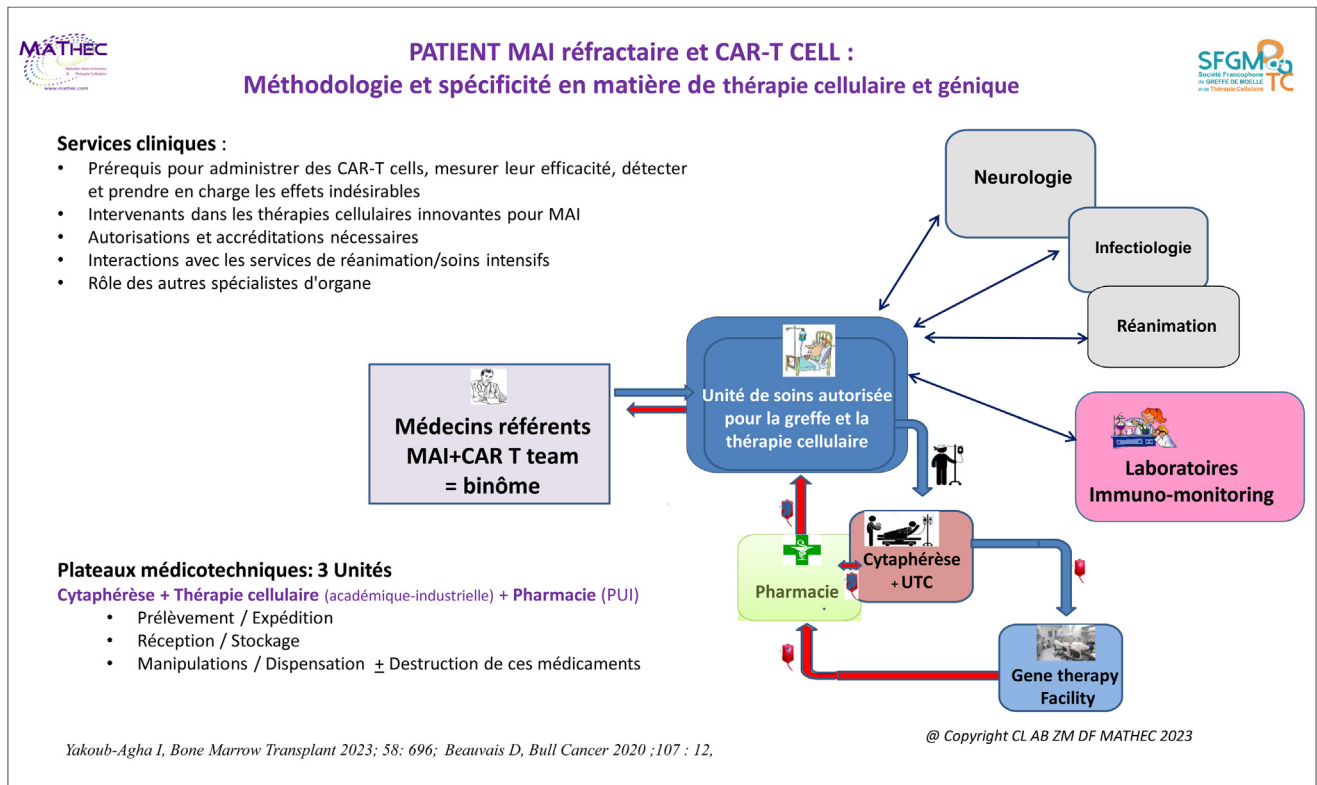 MATHEC
Maladies Auto-Immunes
& Thérapie Cellulaire
www.mathec.com
PATIENT MAI réfractaire et CAR-T CELL :
Méthodologie et spécificité en matière de thérapie cellulaire et génique
SFGM
TC
Société Francophone
de GREFFE DE MOELLE
et de Thérapie Cellulaire
Services cliniques :
• Prérequis pour administrer des CAR-T cells, mesurer leur efficacité, détecter
et prendre en charge les effets indésirables
• Intervenants dans les thérapies cellulaires innovantes pour MAI
• Autorisations et accréditations nécessaires
• Interactions avec les services de réanimation/soins intensifs
• Rôle des autres spécialistes d'organe
Neurologie
Infectiologie
Réanimation
Médecins référents
MAI+CAR T team
= binôme
Unité de soins autorisée
pour la greffe et la
thérapie cellulaire
Laboratoires
Immuno-monitoring
Pharmacie
Cytaphérèse
+ UTC
Gene therapy
Facility
Plateaux médicotechniques: 3 Unités
Cytaphérèse + Thérapie cellulaire (académique-industrielle) + Pharmacie (PUI)
• Prélèvement / Expédition
• Réception / Stockage
• Manipulations / Dispensation + Destruction de ces médicaments
Yakoub-Agha I, Bone Marrow Transplant 2023; 58: 696; Beauvais D, Bull Cancer 2020 ;107 : 12,
@ Copyright CL AB ZM DF MATHEC 2023